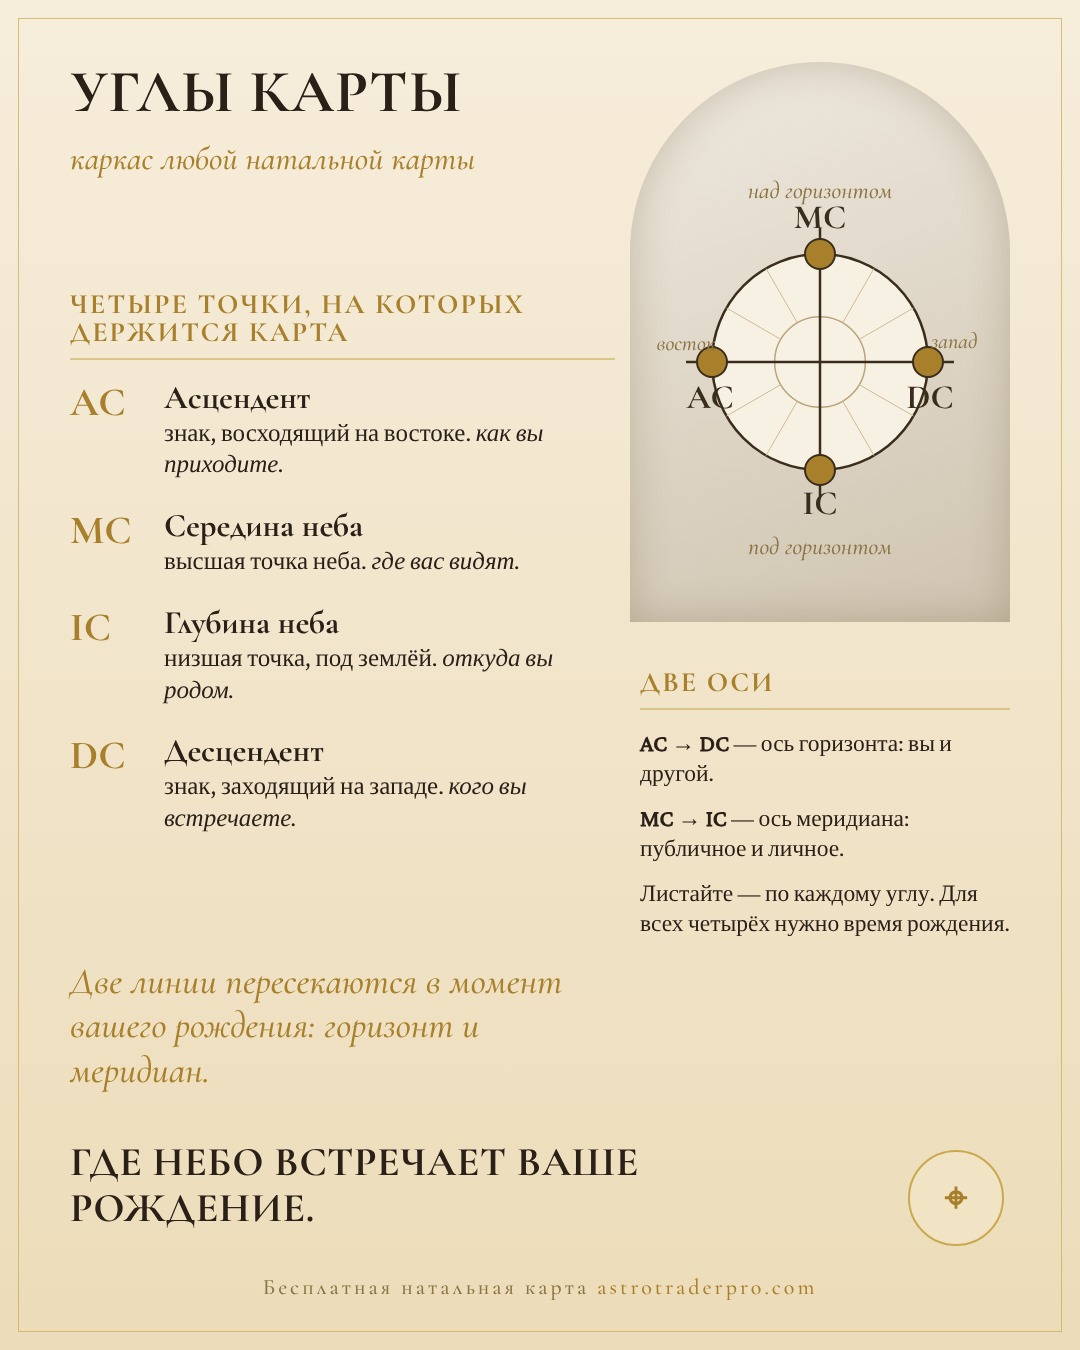 УГЛЫ КАРТЫ
каркас любой натальной карты
ЧЕТЫРЕ ТОЧКИ, НА КОТОРЫХ
ДЕРЖИТСЯ КАРТА
AC Асцендент
знак, восходящий на востоке. как вы
приходите.
MC Середина неба
высшая точка неба. где вас видят.
IC Глубина неба
низшая точка, под землёй. откуда вы
родом.
DC Десцендент
знак, заходящий на западе. кого вы
встречаете.
над горизонтом
MC
восток
запад
AC
DC
IC
под горизонтом
ДВЕ ОСИ
AC → DC — ось горизонта: вы и
другой.
MC → IC — ось меридиана:
публичное и личное.
Листайте — по каждому углу. Для
всех четырёх нужно время рождения.
Две линии пересекаются в момент
вашего рождения: горизонт и
меридиан.
ГДЕ НЕБО ВСТРЕЧАЕТ ВАШЕ
РОЖДЕНИЕ.
Бесплатная натальная карта astrotraderpro.com